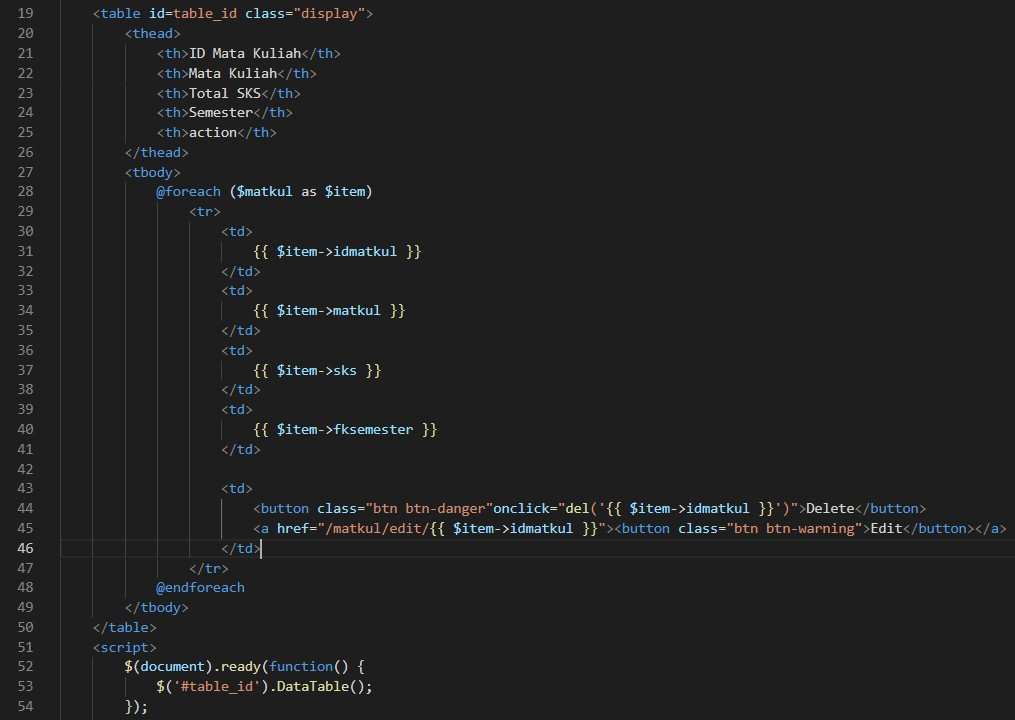 19 <table id=table_id class="display">
20 <thead>
21 <th>ID Mata Kuliah</th>
22 <th>Mata Kuliah</th>
23 <th>Total SKS</th>
24 <th>Semester</th>
25 <th>action</th>
26 </thead>
27 <tbody>
28 @foreach ($matkul as $item)
29 <tr>
30 <td>
31 {{ $item->idmatkul }}
32 </td>
33 <td>
34 {{ $item->matkul }}
35 </td>
36 <td>
37 {{ $item->sks }}
38 </td>
39 <td>
40 {{ $item->fksemester }}
41 </td>
42
43 <td>
44 <button class="btn btn-danger"onclick="del('{{ $item->idmatkul }}')">Delete</button>
45 <a href="/matkul/edit/{{ $item->idmatkul }}"><button class="btn btn-warning">Edit</button></a>
46 </td>
47 </tr>
48 @endforeach
49 </tbody>
50 </table>
51 <script>
52 $(document).ready(function() {
53 $('#table_id').DataTable();
54 });